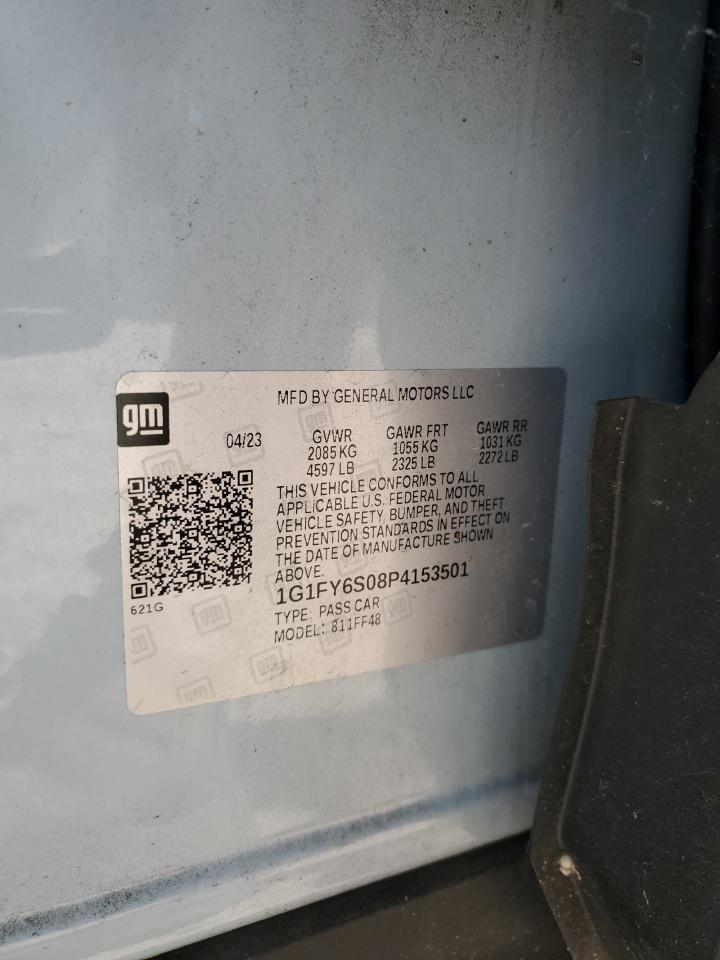 MFD BY GENERAL MOTORS LLC
gm
04/23 GVWR GAWR FRT GAWR RR
2085 KG 1055 KG 1031 KG
4597 LB 2325 LB 2272 LB
THIS VEHICLE CONFORMS TO ALL
APPLICABLE U.S. FEDERAL MOTOR
VEHICLE SAFETY, BUMPER, AND THEFT
PREVENTION STANDARDS IN EFFECT ON
THE DATE OF MANUFACTURE SHOWN
ABOVE.
621G
1G1FY6S08P4153501
TYPE: PASS CAR
MODEL: 811FF48